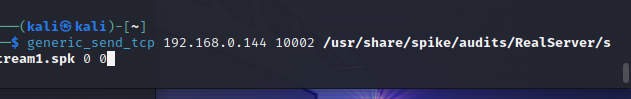 ──(kali㉿kali)-[~]
─$ generic_send_tcp 192.168.0.144 10002 /usr/share/spike/audits/RealServer/s
tream1.spk 0 0